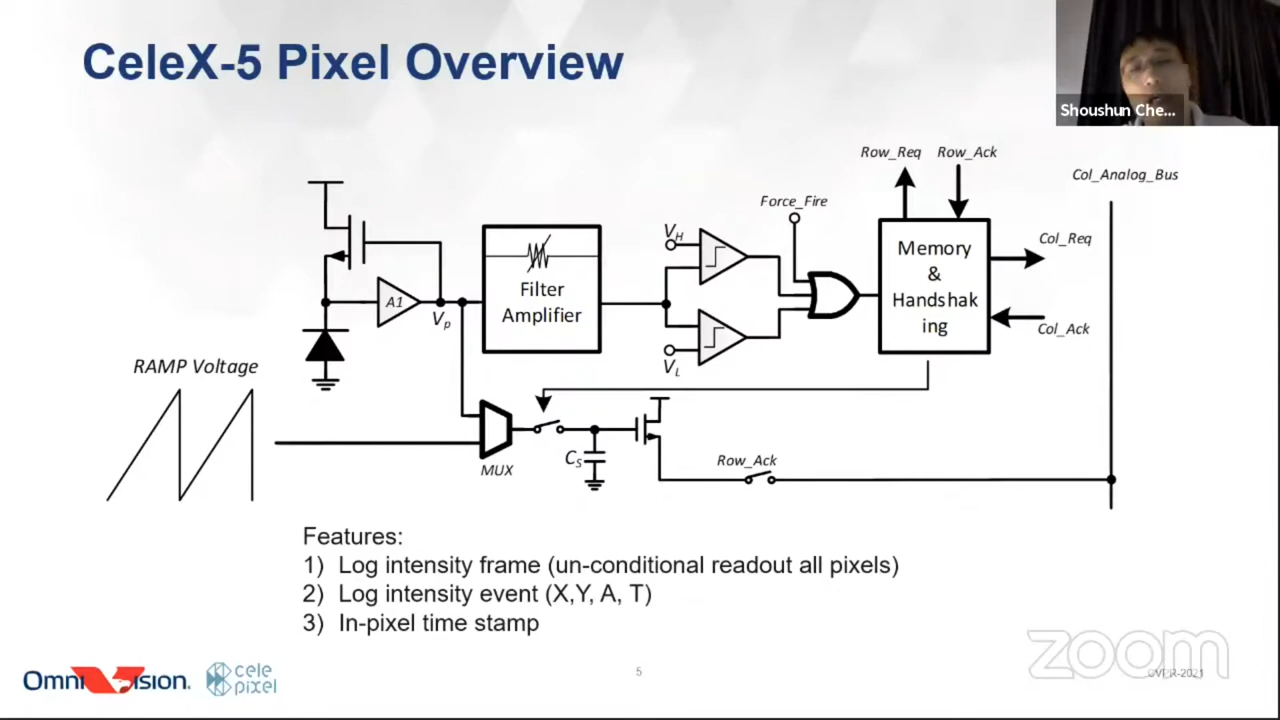 CeleX-5 Pixel Overview
Shoushun Che...
Row_Req Row_Ack
Col_Analog_Bus
Force_Fire
VH
Memory
&
Handshak
ing
Col_Req
Filter
Amplifier
A1
Vp
Col_Ack
VL
RAMP Voltage
MUX
CS
Row_Ack
Features:
1) Log intensity frame (un-conditional readout all pixels)
2) Log intensity event (X,Y, A, T)
3) In-pixel time stamp
zoom
OmniVision.
cele
pixel
5
CVPR-2021